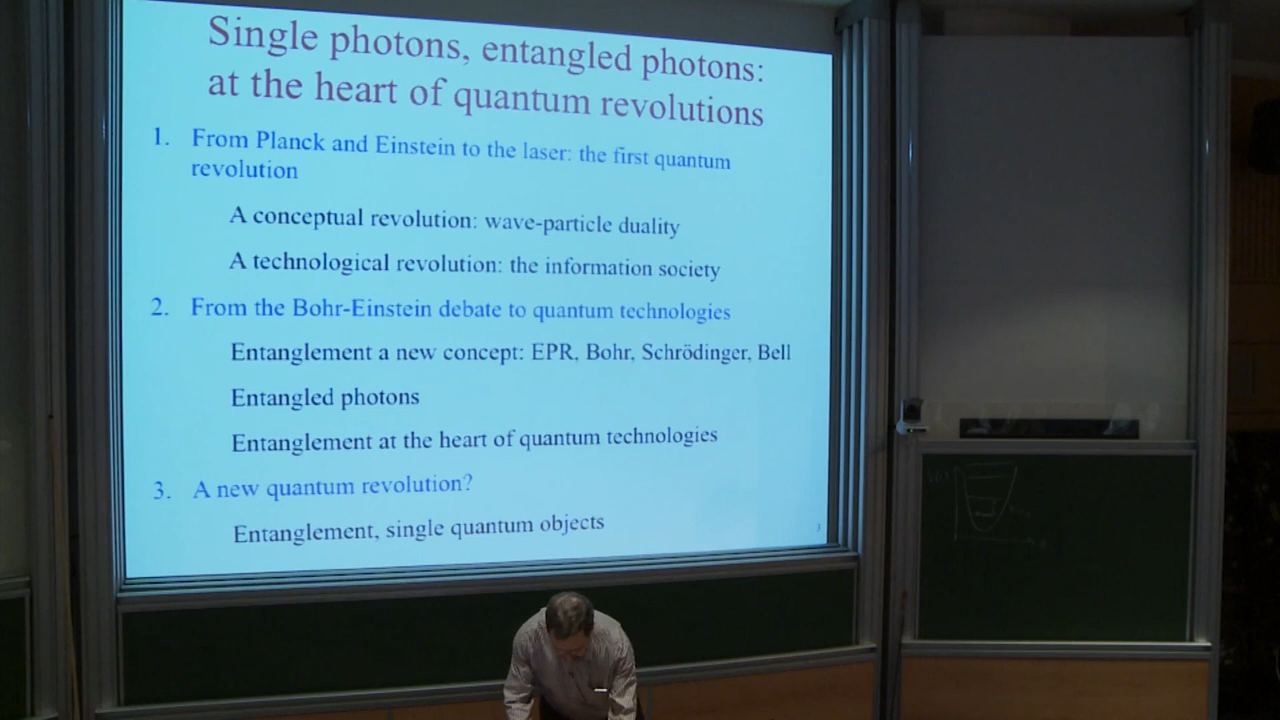 Single photons, entangled photons:
at the heart of quantum revolutions
1. From Planck and Einstein to the laser: the first quantum
revolution
A conceptual revolution: wave-particle duality
A technological revolution: the information society
2. From the Bohr-Einstein debate to quantum technologies
Entanglement a new concept: EPR, Bohr, Schrödinger, Bell
Entangled photons
Entanglement at the heart of quantum technologies
3. A new quantum revolution?
Entanglement, single quantum objects
3